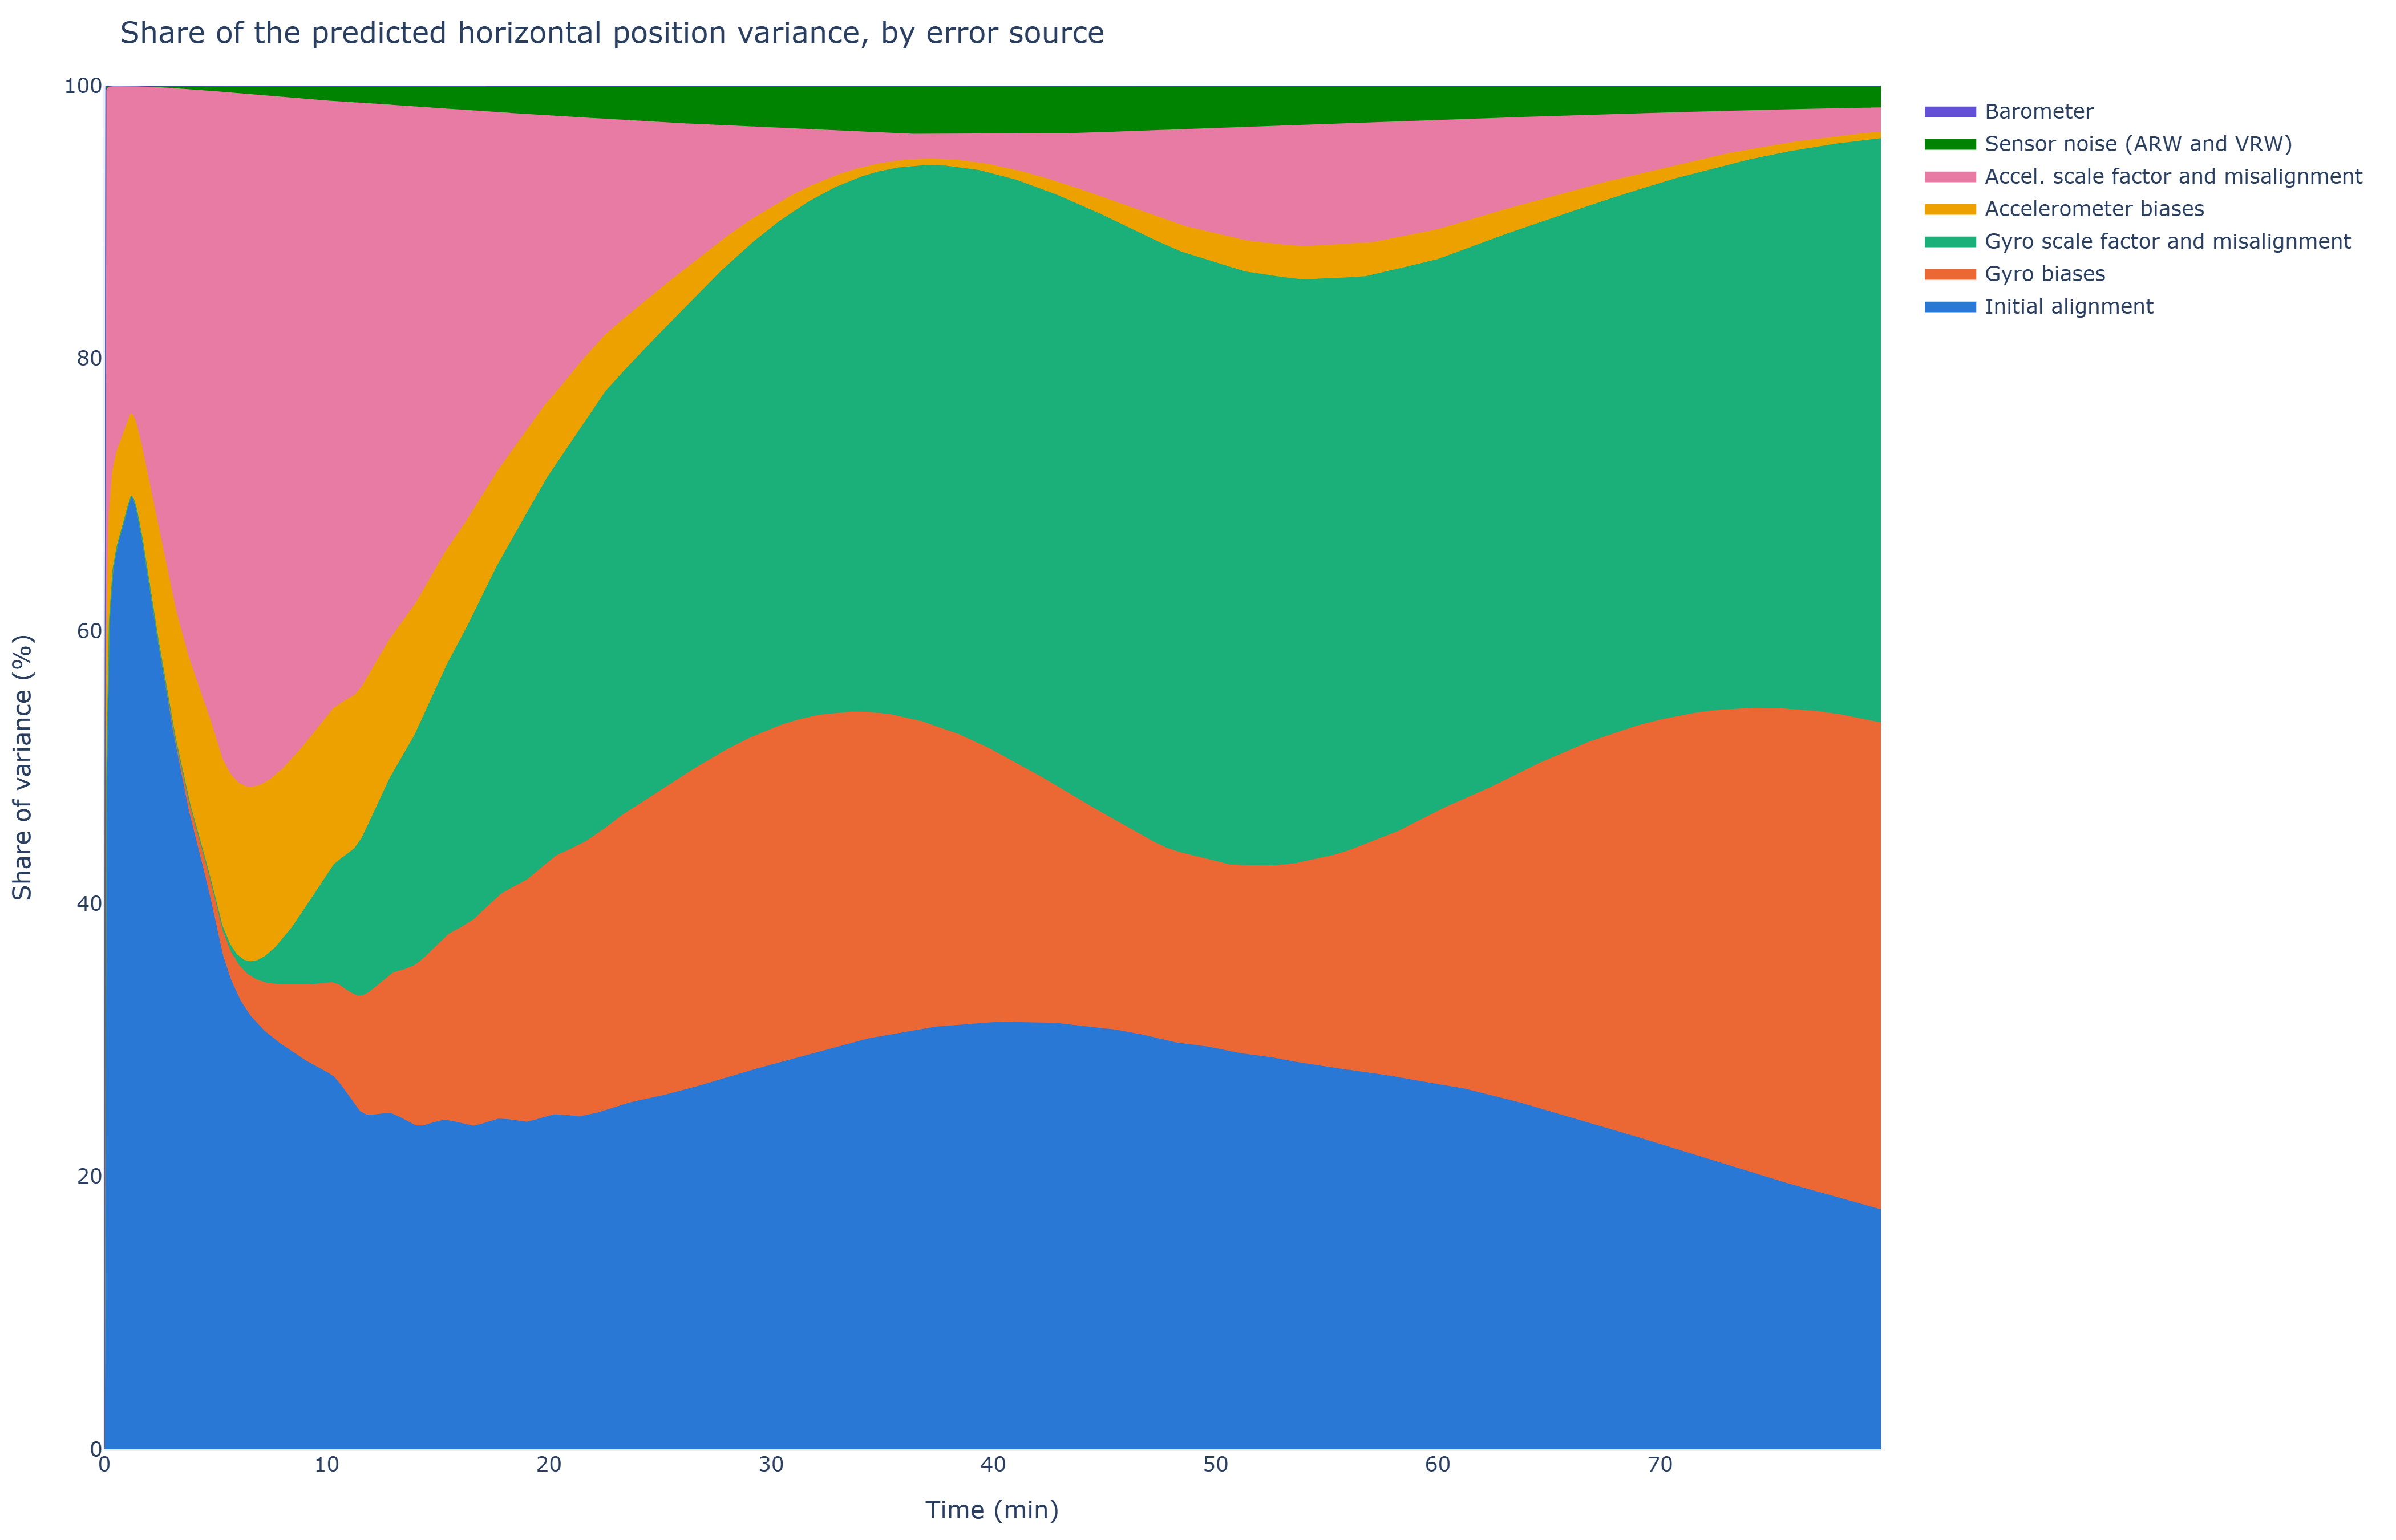 Share of the predicted horizontal position variance, by error source
Share of variance (%)
100
80
60
40
20
0
0 10 20 30 40 50 60 70
Time (min)
Barometer
Sensor noise (ARW and VRW)
Accel. scale factor and misalignment
Accelerometer biases
Gyro scale factor and misalignment
Gyro biases
Initial alignment